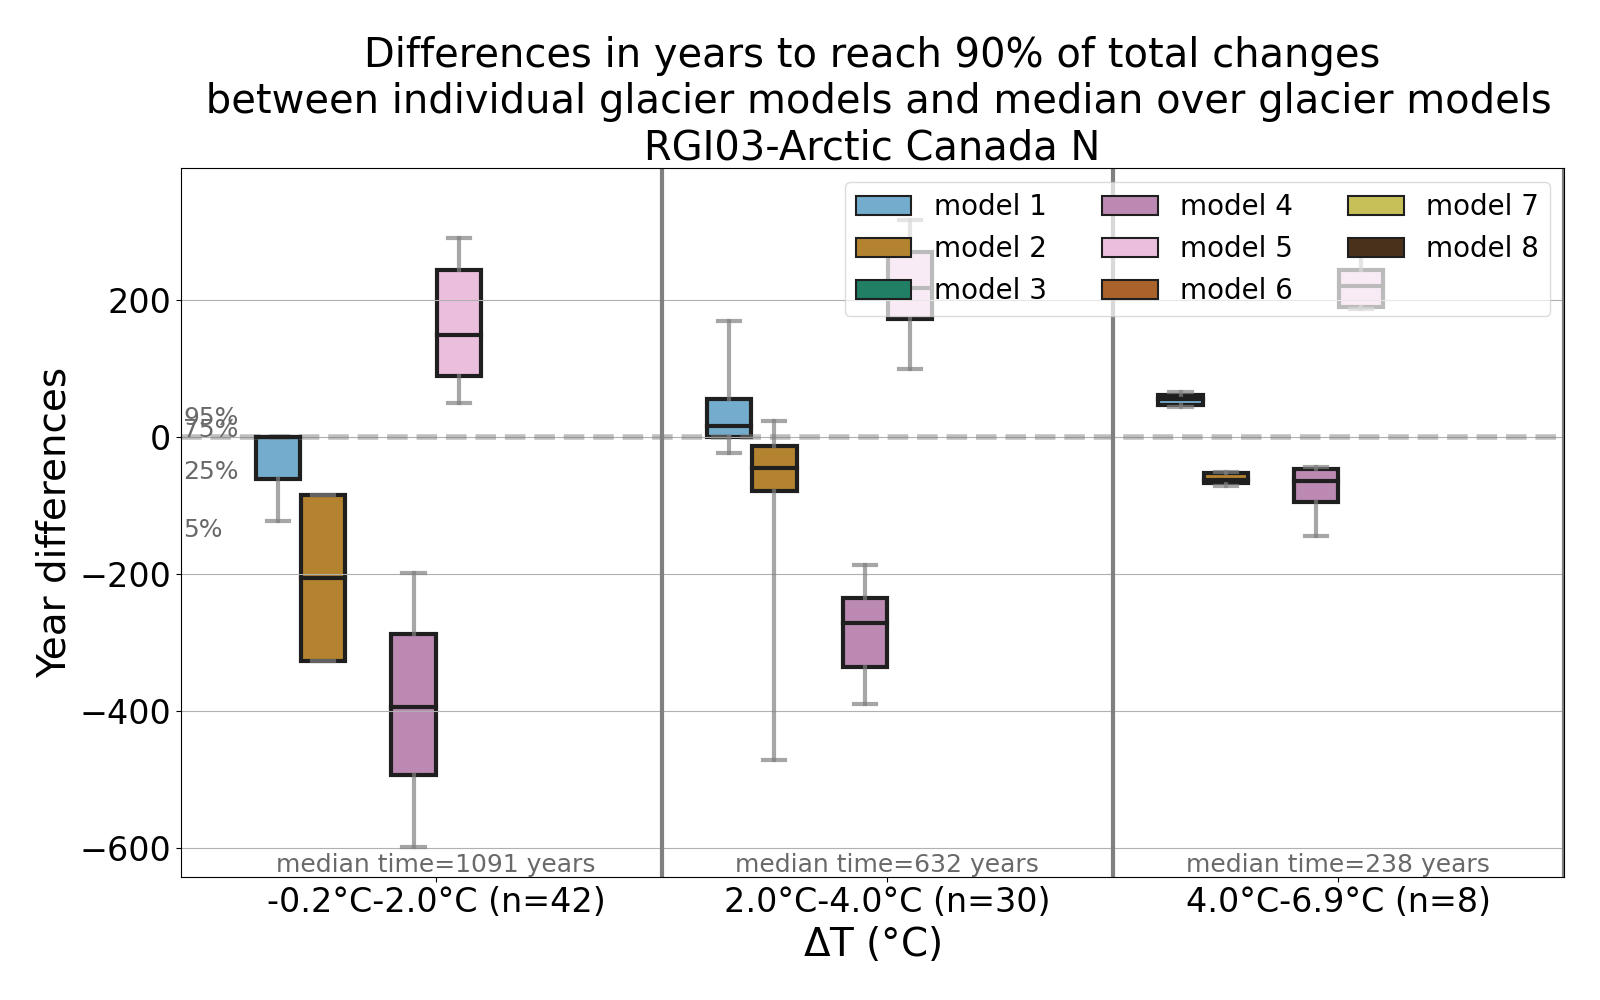 Differences in years to reach 90% of total changes
between individual glacier models and median over glacier models
RGI03-Arctic Canada N
model 1
model 2
model 3
model 4
model 5
model 6
model 7
model 8
Year differences
200
0
−200
−400
−600
95%
75%
25%
5%
median time=1091 years
median time=632 years
median time=238 years
-0.2°C-2.0°C (n=42)
2.0°C-4.0°C (n=30)
4.0°C-6.9°C (n=8)
ΔT (°C)